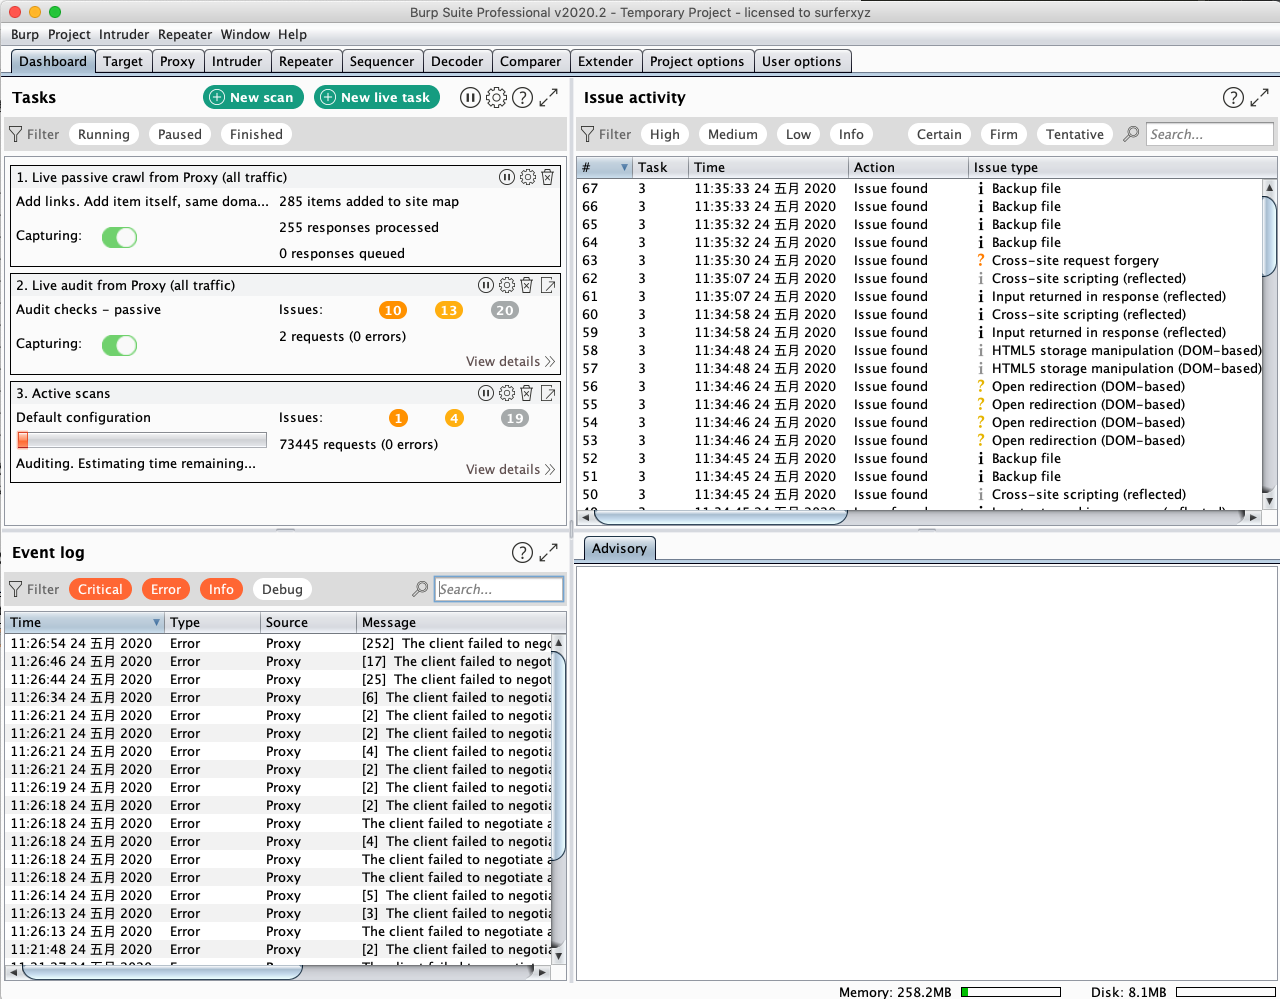 Burp Suite Professional v2020.2 - Temporary Project - licensed to surferxyz
Burp Project Intruder Repeater Window Help
Dashboard Target Proxy Intruder Repeater Sequencer Decoder Comparer Extender Project options User options
Tasks New scan New live task
Filter Running Paused Finished
1. Live passive crawl from Proxy (all traffic)
Add links. Add item itself, same doma... 285 items added to site map
255 responses processed
Capturing:
0 responses queued
2. Live audit from Proxy (all traffic)
Audit checks - passive Issues: 10 13 20
2 requests (0 errors)
Capturing:
View details
3. Active scans
Default configuration Issues: 1 4 19
73445 requests (0 errors)
Auditing. Estimating time remaining...
View details
Issue activity
Filter High Medium Low Info Certain Firm Tentative Search...
# Task Time Action Issue type
67 3 11:35:33 24 五月 2020 Issue found i Backup file
66 3 11:35:33 24 五月 2020 Issue found i Backup file
65 3 11:35:32 24 五月 2020 Issue found i Backup file
64 3 11:35:32 24 五月 2020 Issue found i Backup file
63 3 11:35:30 24 五月 2020 Issue found ? Cross-site request forgery
62 3 11:35:07 24 五月 2020 Issue found i Cross-site scripting (reflected)
61 3 11:35:07 24 五月 2020 Issue found i Input returned in response (reflected)
60 3 11:34:58 24 五月 2020 Issue found i Cross-site scripting (reflected)
59 3 11:34:58 24 五月 2020 Issue found i Input returned in response (reflected)
58 3 11:34:48 24 五月 2020 Issue found i HTML5 storage manipulation (DOM-based)
57 3 11:34:48 24 五月 2020 Issue found i HTML5 storage manipulation (DOM-based)
56 3 11:34:46 24 五月 2020 Issue found ? Open redirection (DOM-based)
55 3 11:34:46 24 五月 2020 Issue found ? Open redirection (DOM-based)
54 3 11:34:46 24 五月 2020 Issue found ? Open redirection (DOM-based)
53 3 11:34:46 24 五月 2020 Issue found ? Open redirection (DOM-based)
52 3 11:34:45 24 五月 2020 Issue found i Backup file
51 3 11:34:45 24 五月 2020 Issue found i Backup file
50 3 11:34:45 24 五月 2020 Issue found i Cross-site scripting (reflected)
Event log
Filter Critical Error Info Debug Search...
Time Type Source Message
11:26:54 24 五月 2020 Error Proxy [252] The client failed to nego
11:26:46 24 五月 2020 Error Proxy [17] The client failed to negot
11:26:44 24 五月 2020 Error Proxy [25] The client failed to negot
11:26:34 24 五月 2020 Error Proxy [6] The client failed to negotia
11:26:21 24 五月 2020 Error Proxy [2] The client failed to negotia
11:26:21 24 五月 2020 Error Proxy [2] The client failed to negotia
11:26:21 24 五月 2020 Error Proxy [4] The client failed to negotia
11:26:21 24 五月 2020 Error Proxy [2] The client failed to negotia
11:26:19 24 五月 2020 Error Proxy [2] The client failed to negotia
11:26:18 24 五月 2020 Error Proxy [2] The client failed to negotia
11:26:18 24 五月 2020 Error Proxy The client failed to negotiate a
11:26:18 24 五月 2020 Error Proxy [4] The client failed to negotia
11:26:18 24 五月 2020 Error Proxy The client failed to negotiate a
11:26:18 24 五月 2020 Error Proxy The client failed to negotiate a
11:26:14 24 五月 2020 Error Proxy [5] The client failed to negotia
11:26:13 24 五月 2020 Error Proxy [3] The client failed to negotia
11:26:13 24 五月 2020 Error Proxy The client failed to negotiate a
11:21:48 24 五月 2020 Error Proxy [2] The client failed to negotia
Advisory
Memory: 258.2MB Disk: 8.1MB